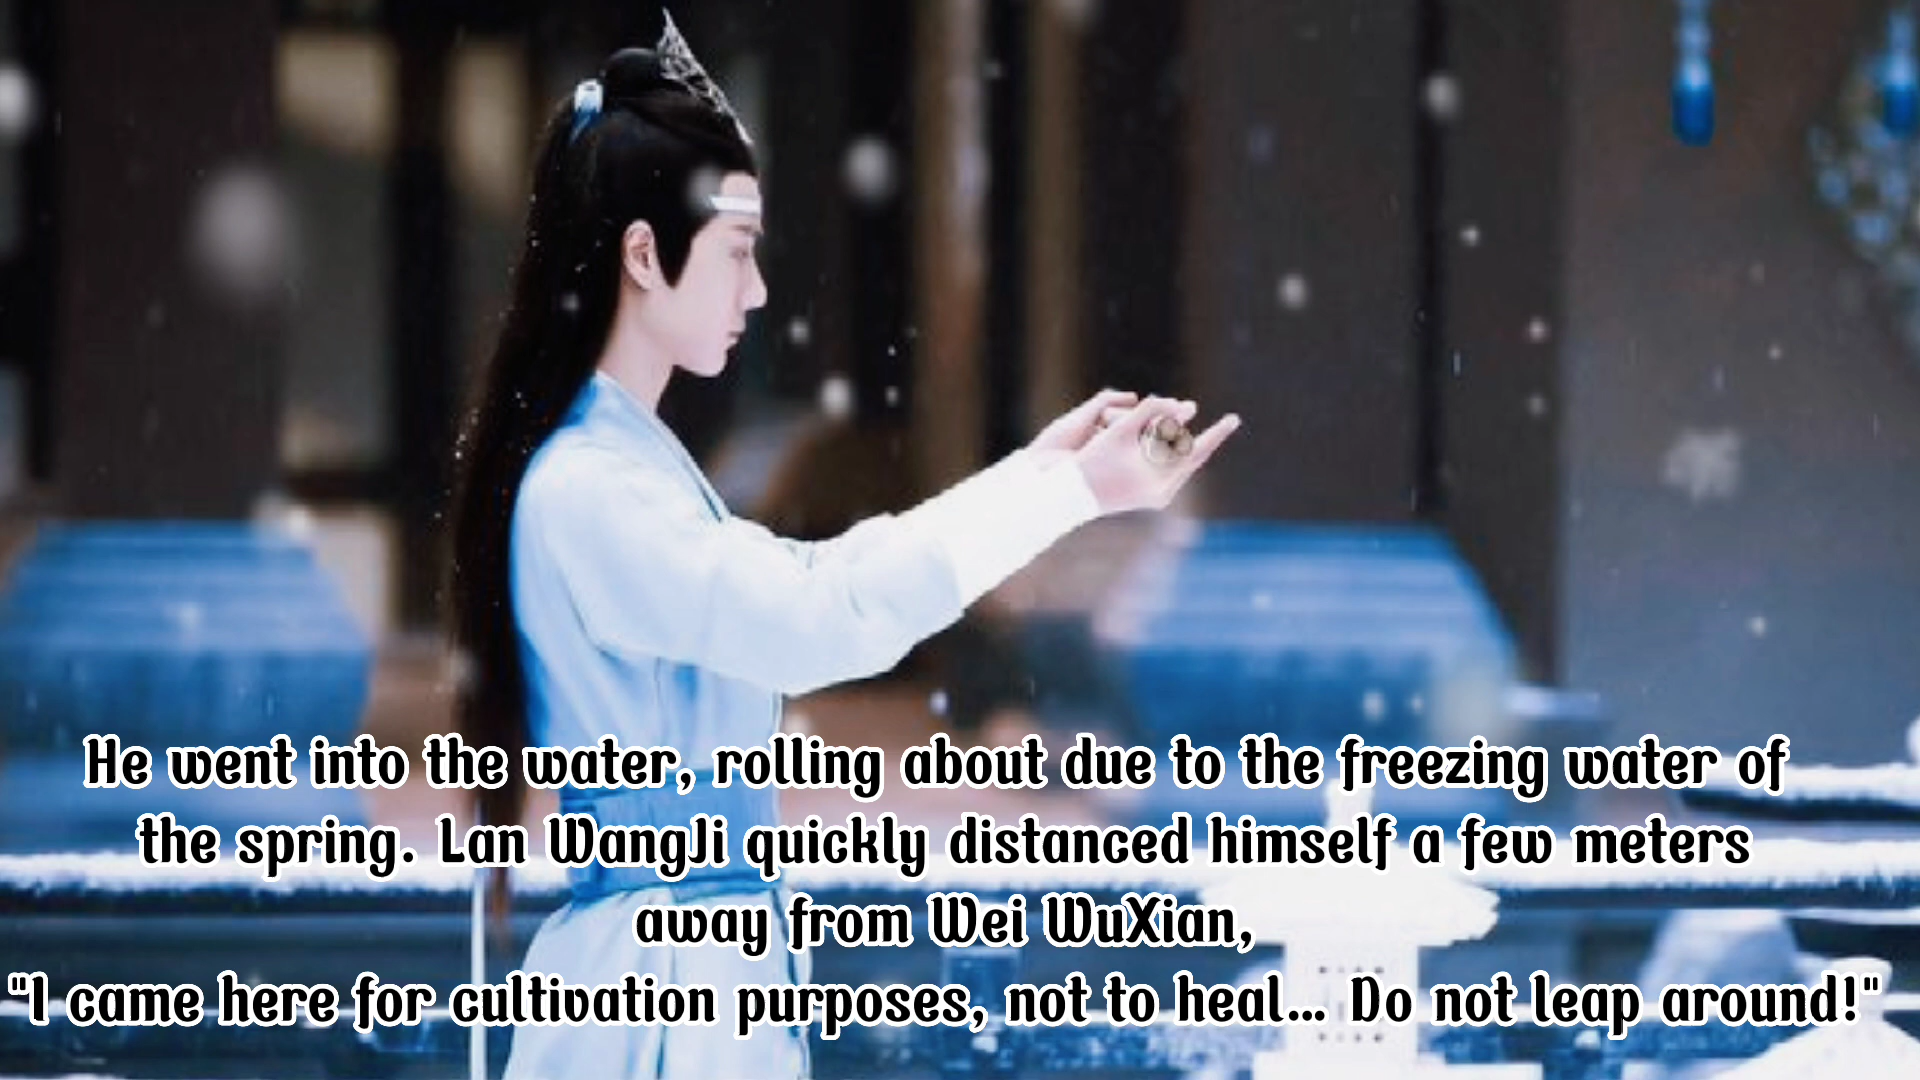 He went into the water, rolling about due to the freezing water of
the spring. Lan WangJi quickly distanced himself a few meters
away from Wei WuXian,
"I came here for cultivation purposes, not to heal... Do not leap around!"